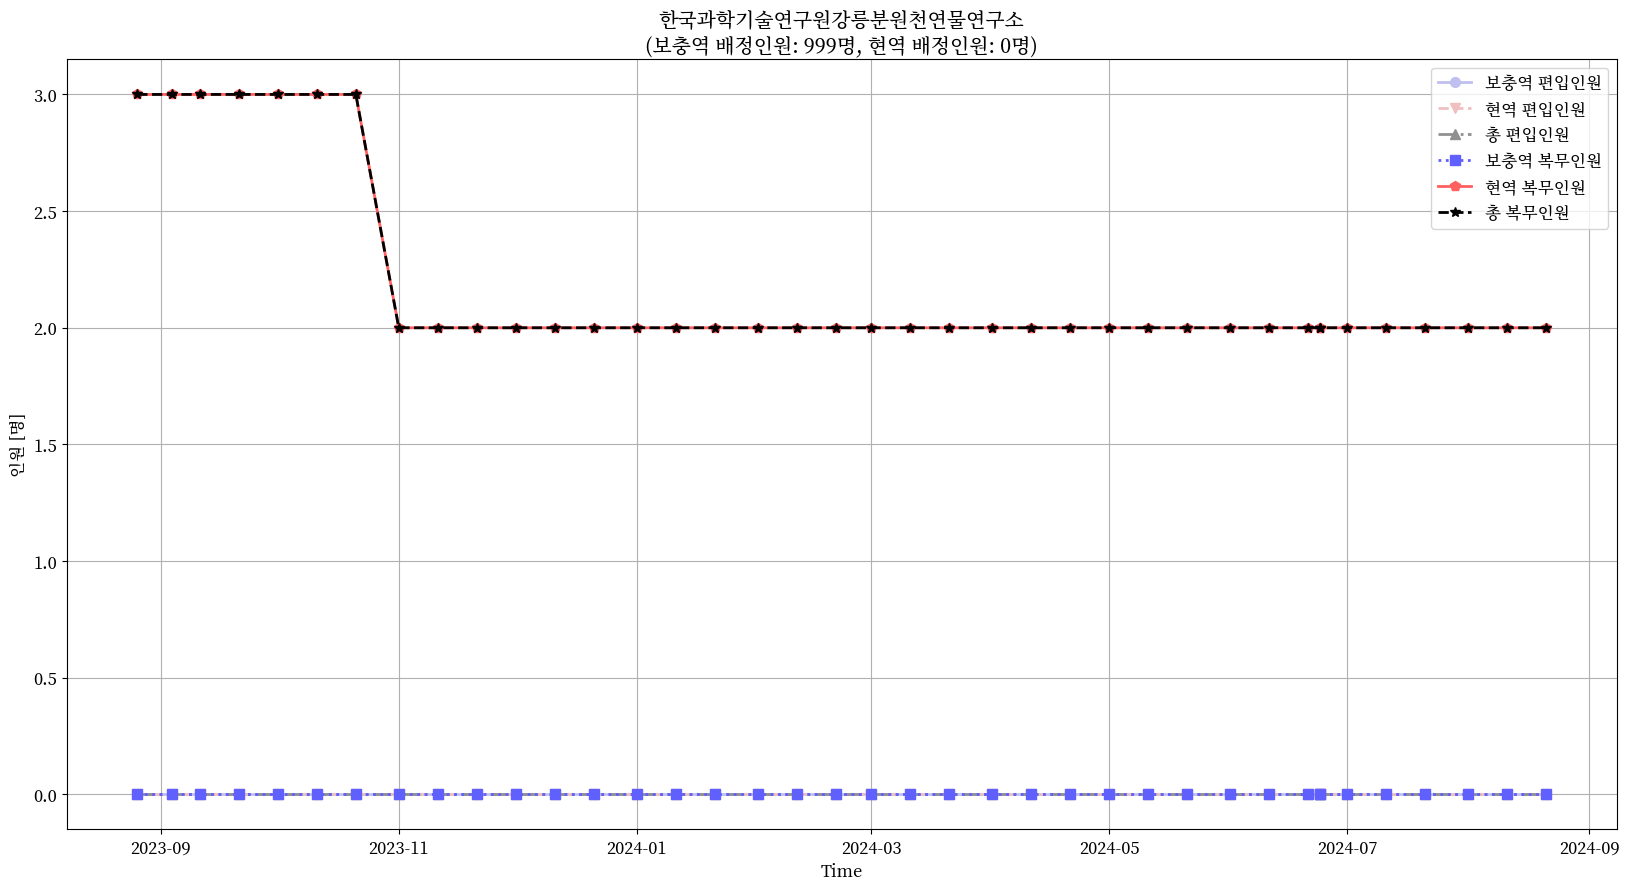 한국과학기술연구원강릉분원천연물연구소
(보충역 배정인원: 999명, 현역 배정인원: 0명)
보충역 편입인원
현역 편입인원
총 편입인원
보충역 복무인원
현역 복무인원
총 복무인원
인원 [명]
3.0
2.5
2.0
1.5
1.0
0.5
0.0
2023-09
2023-11
2024-01
2024-03
2024-05
2024-07
2024-09
Time